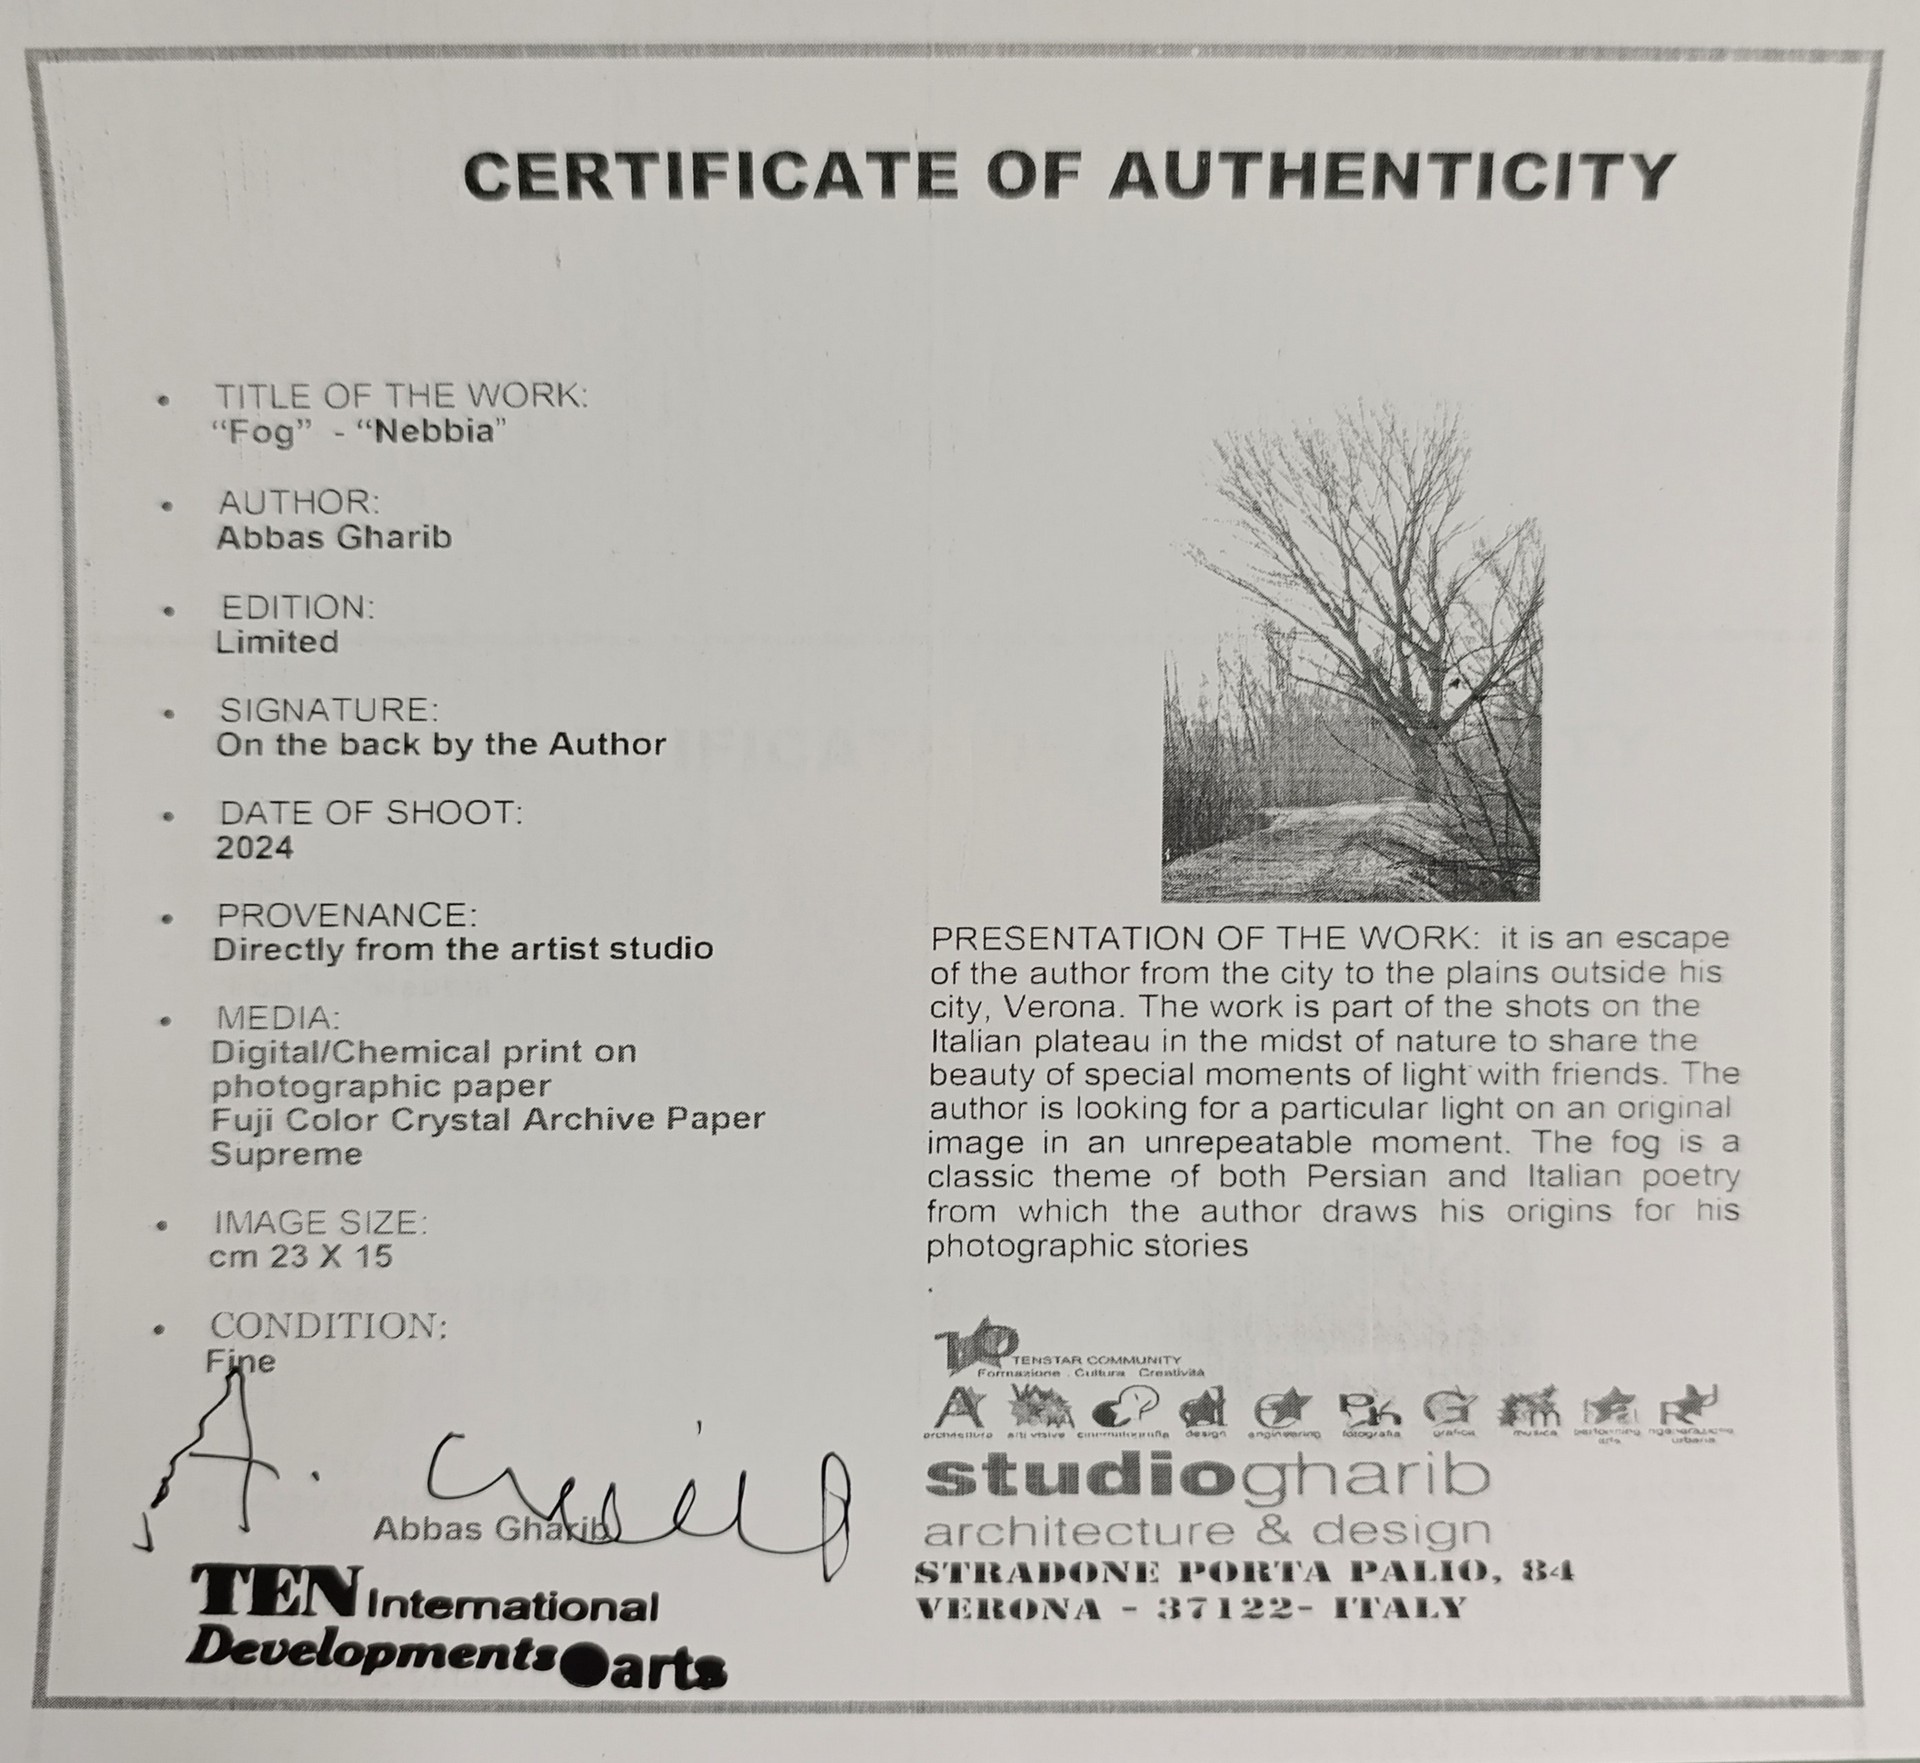 CERTIFICATE OF AUTHENTICITY
• TITLE OF THE WORK:
“Fog” - “Nebbia”
• AUTHOR:
Abbas Gharib
• EDITION:
Limited
• SIGNATURE:
On the back by the Author
• DATE OF SHOOT:
2024
• PROVENANCE:
Directly from the artist studio
• MEDIA:
Digital/Chemical print on
photographic paper
Fuji Color Crystal Archive Paper
Supreme
• IMAGE SIZE:
cm 23 X 15
• CONDITION:
Fine
A.
Abbas Gharib
TEN International
Developments arts
PRESENTATION OF THE WORK: it is an escape
of the author from the city to the plains outside his
city, Verona. The work is part of the shots on the
Italian plateau in the midst of nature to share the
beauty of special moments of light with friends. The
author is looking for a particular light on an original
image in an unrepeatable moment. The fog is a
classic theme of both Persian and Italian poetry
from which the author draws his origins for his
photographic stories
.
TENSTAR COMMUNITY
Formazione . Cultura Creatività
design engineering fotografia grafica musica
studiogharib
architecture & design
STRADONE PORTA PALIO, 84
VERONA - 37122- ITALY